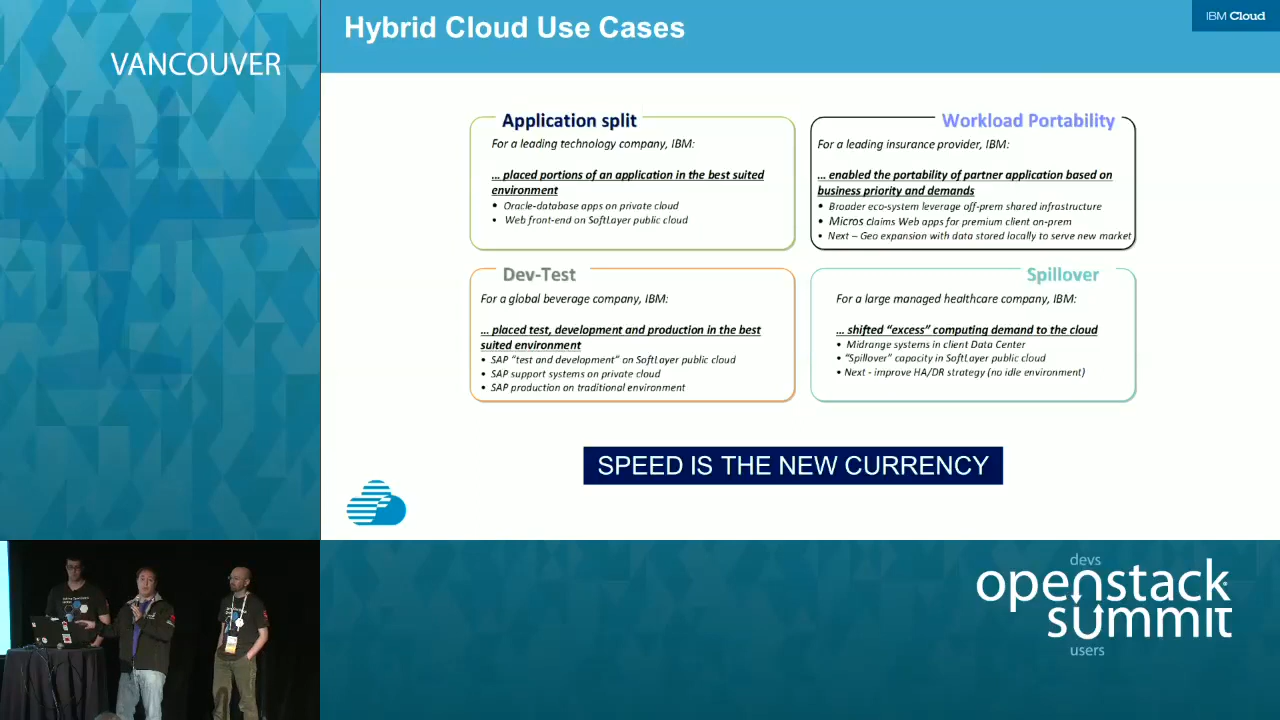 VANCOUVER
Hybrid Cloud Use Cases
IBM Cloud
Application split
For a leading technology company, IBM:
... placed portions of an application in the best suited
environment
• Oracle-database apps on private cloud
• Web front-end on SoftLayer public cloud
Workload Portability
For a leading insurance provider, IBM:
... enabled the portability of partner application based on
business priority and demands
• Broader eco-system leverage off-prem shared infrastructure
• Micros claims Web apps for premium client on-prem
• Next – Geo expansion with data stored locally to serve new market
Dev-Test
For a global beverage company, IBM:
... placed test, development and production in the best
suited environment
• SAP “test and development” on SoftLayer public cloud
• SAP support systems on private cloud
• SAP production on traditional environment
Spillover
For a large managed healthcare company, IBM:
... shifted “excess” computing demand to the cloud
• Midrange systems in client Data Center
• “Spillover” capacity in SoftLayer public cloud
• Next - improve HA/DR strategy (no idle environment)
SPEED IS THE NEW CURRENCY
devs
openstack
summit
users